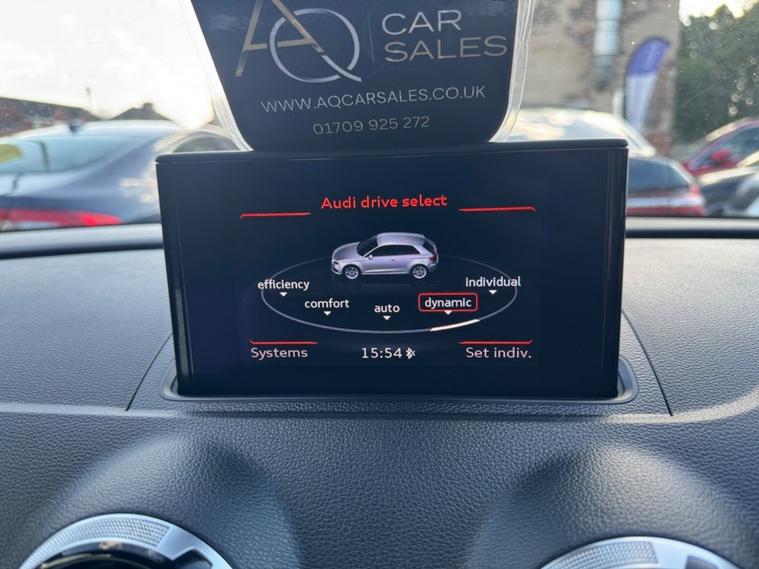 AQ CAR SALES
WWW.AQCARSALES.CO.UK
01709 925 272
Audi drive select
efficiency comfort auto dynamic individual
Systems 15:54 Set indiv.